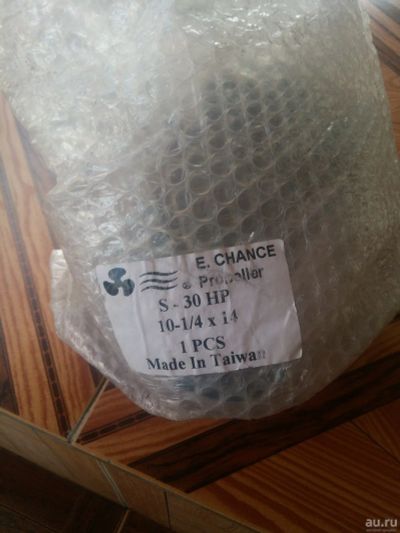 E. CHANCE
® Propeller
S - 30 HP
10-1/4 x 14
1 PCS
Made In Taiwan
au.ru